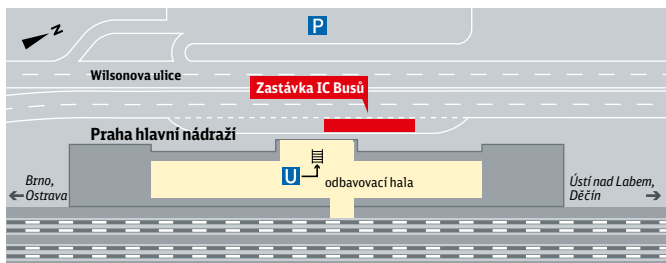 N
P
Wilsonova ulice
Zastávka IC Busů
Praha hlavní nádraží
U
odbavovací hala
Brno,
Ostrava
Ústí nad Labem,
Děčín